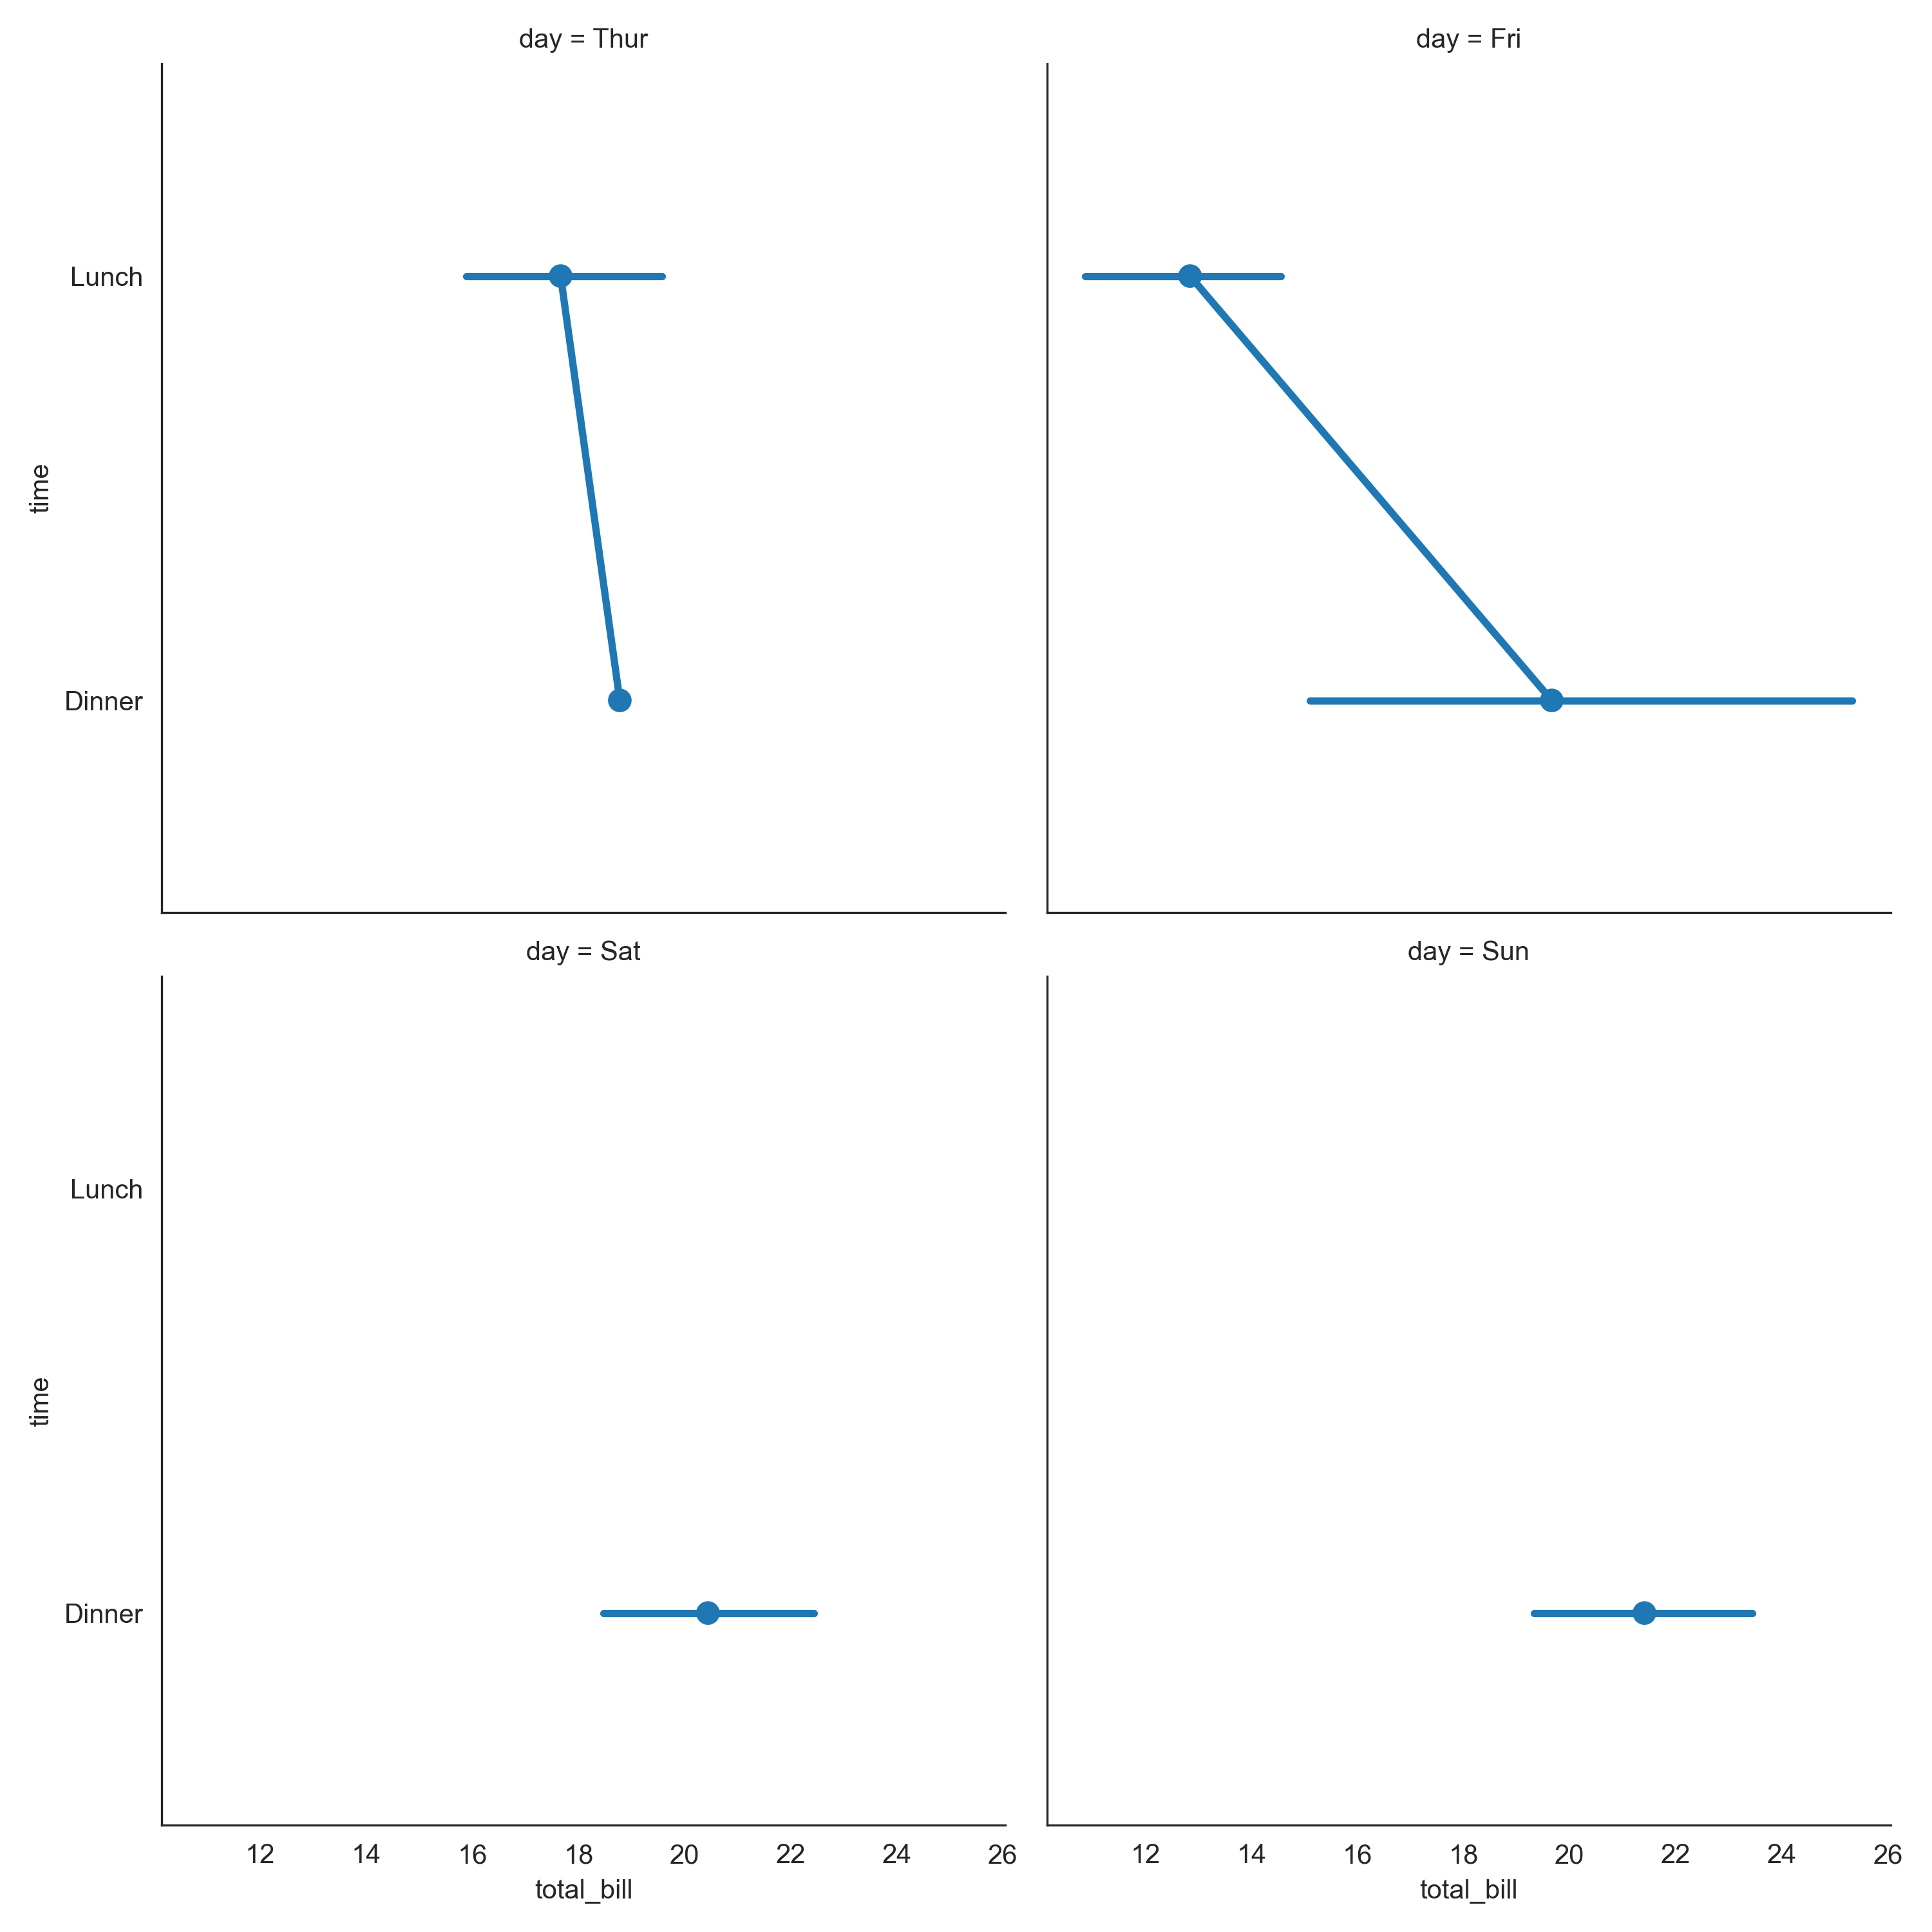 day = Thur
day = Fri
Lunch
time
Dinner
day = Sat
day = Sun
Lunch
time
Dinner
12 14 16 18 20 22 24 26
12 14 16 18 20 22 24 26
total_bill
total_bill